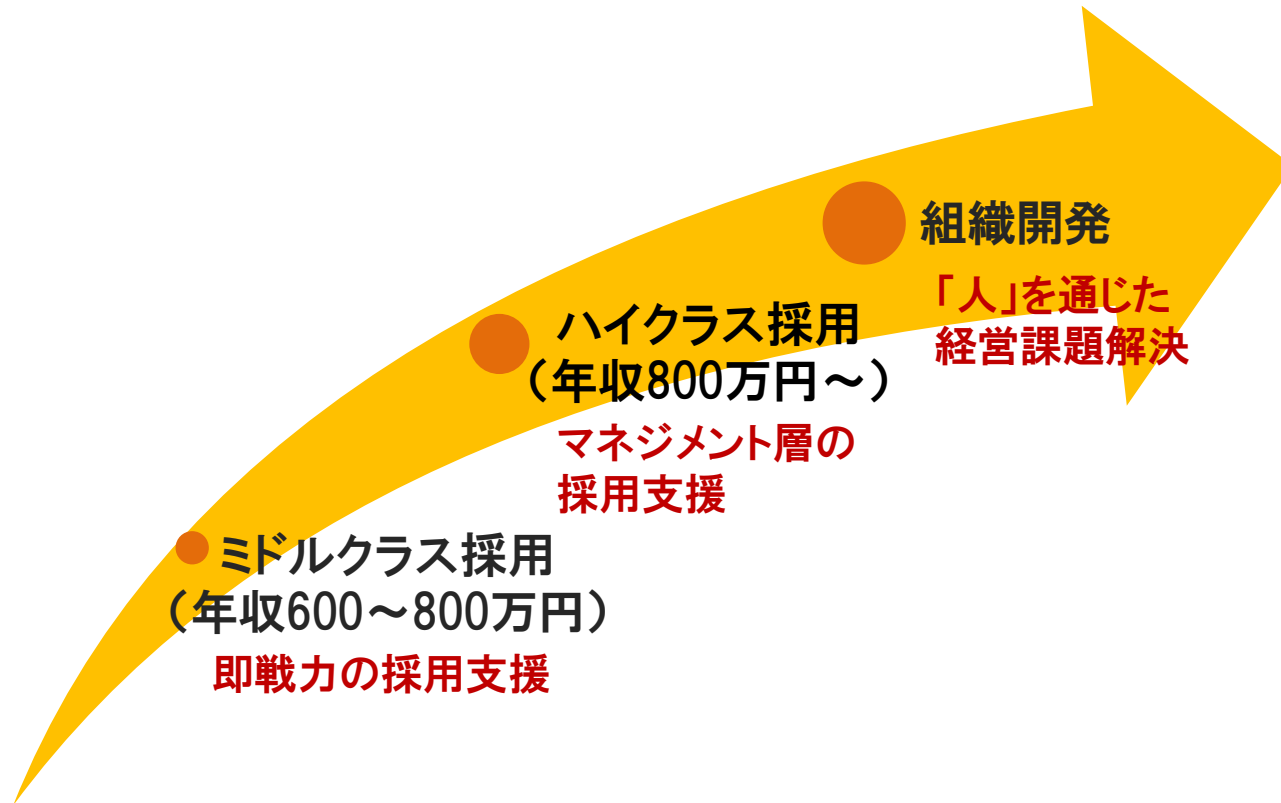 組織開発
「人」を通じた
経営課題解決
ハイクラス採用
（年収800万円～）
マネジメント層の
採用支援
ミドルクラス採用
（年収600～800万円）
即戦力の採用支援